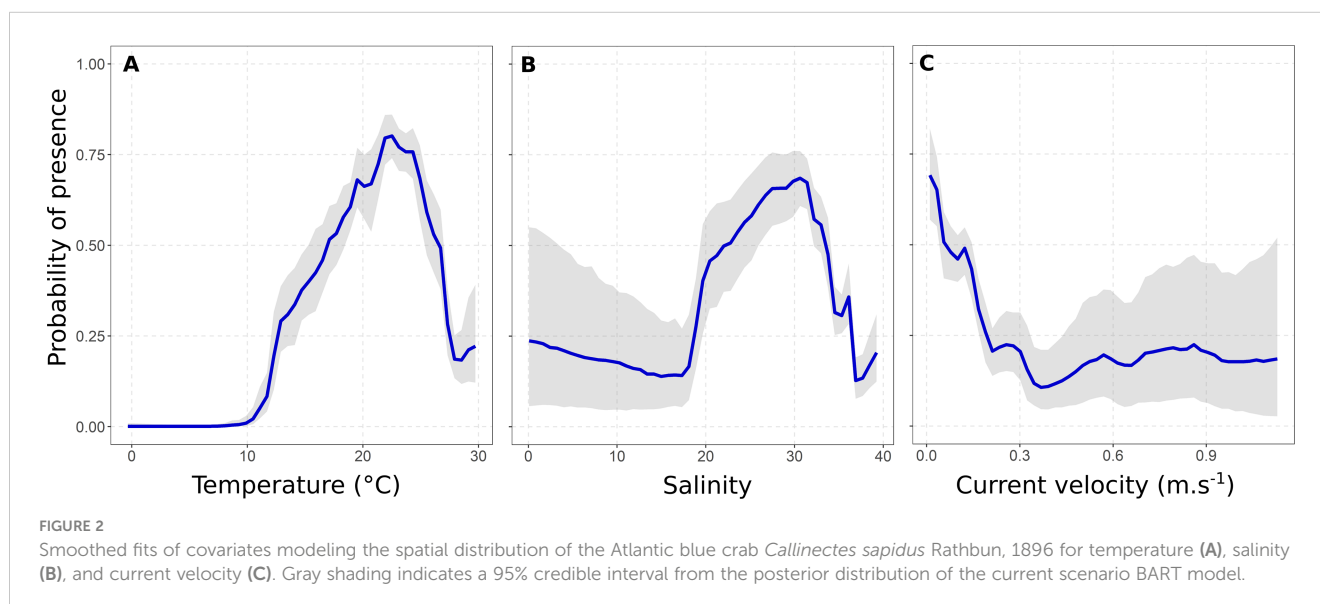 A
B
C
Probability of presence
1.00
0.75
0.50
0.25
0.00
0 10 20 30
0 10 20 30 40
0.0 0.3 0.6 0.9
Temperature (°C)
Salinity
Current velocity (m.s⁻¹)
FIGURE 2
Smoothed fits of covariates modeling the spatial distribution of the Atlantic blue crab Callinectes sapidus Rathbun, 1896 for temperature (A), salinity
(B), and current velocity (C). Gray shading indicates a 95% credible interval from the posterior distribution of the current scenario BART model.